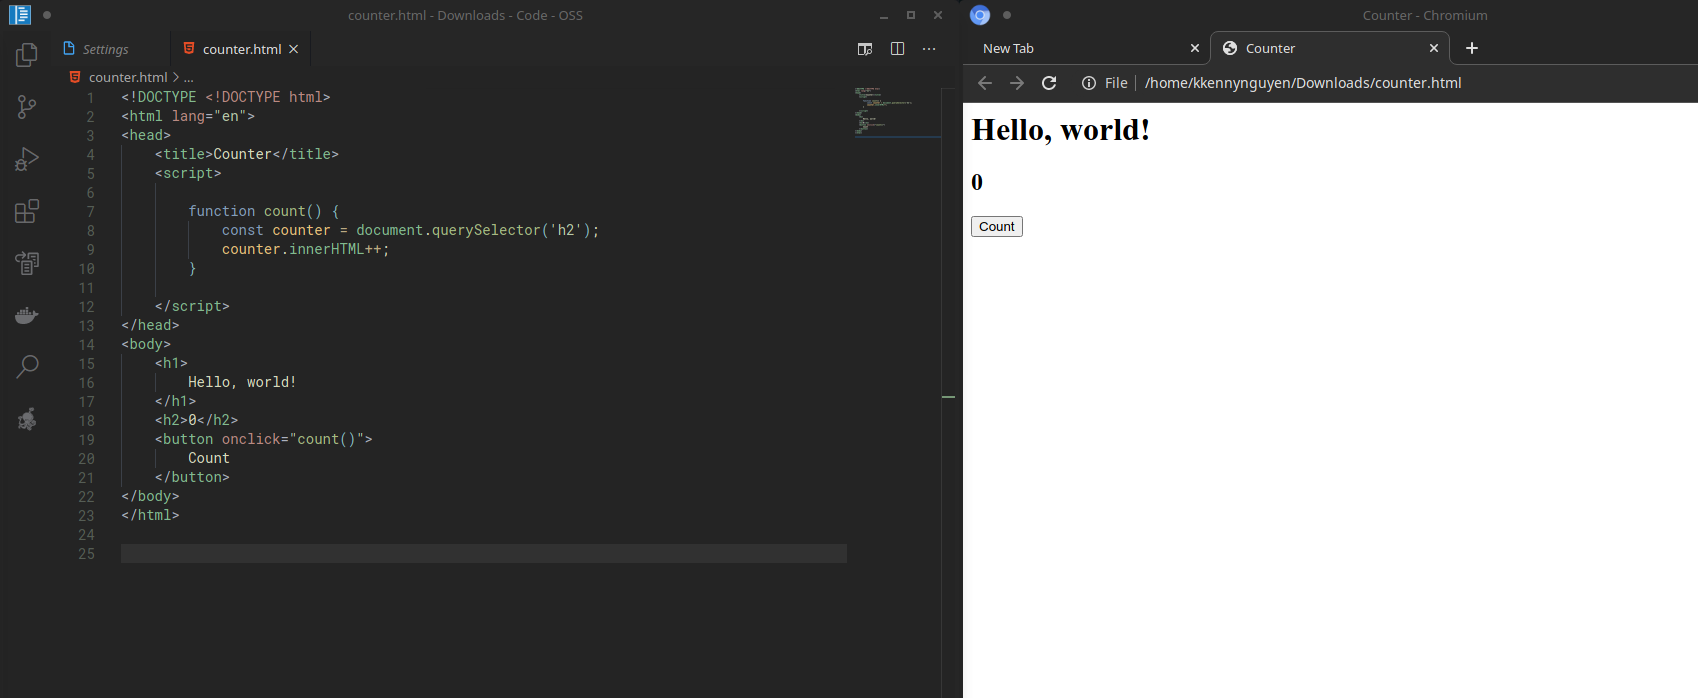 counter.html - Downloads - Code - OSS
Settings
counter.html
counter.html > ...
1 <!DOCTYPE <!DOCTYPE html>
2 <html lang="en">
3 <head>
4 <title>Counter</title>
5 <script>
6
7 function count() {
8 const counter = document.querySelector('h2');
9 counter.innerHTML++;
10 }
11
12 </script>
13 </head>
14 <body>
15 <h1>
16 Hello, world!
17 </h1>
18 <h2>0</h2>
19 <button onclick="count()">
20 Count
21 </button>
22 </body>
23 </html>
24
25
Counter - Chromium
New Tab
Counter
File
/home/kkennynguyen/Downloads/counter.html
Hello, world!
0
Count